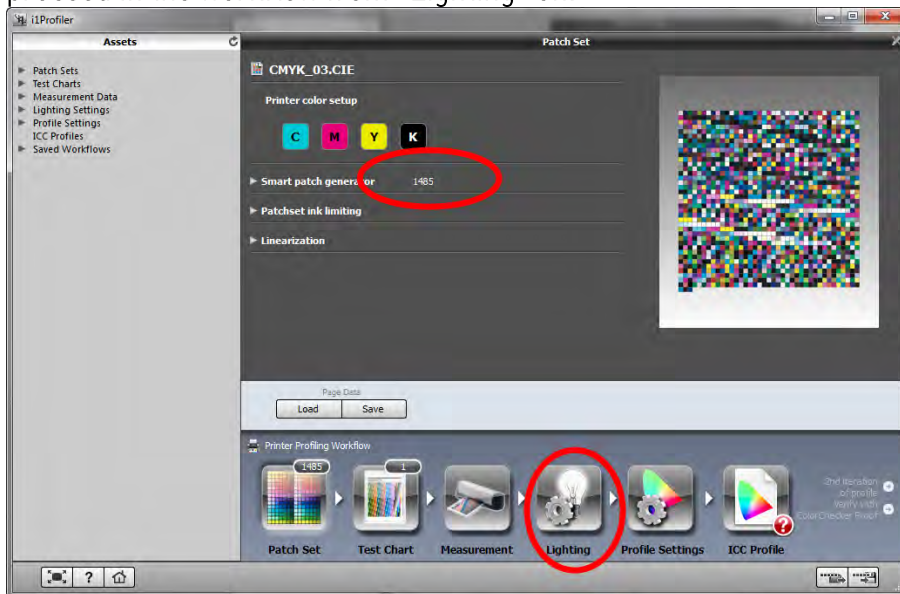 i1Profiler
Assets
Patch Set
Patch Sets
Test Charts
Measurement Data
Lighting Settings
Profile Settings
ICC Profiles
Saved Workflows
CMYK_03.CIE
Printer color setup
C M Y K
Smart patch generator 1485
Patchset ink limiting
Linearization
Page Data
Load Save
Printer Profiling Workflow
1485 1
2nd iteration
of profile
Verify with
ColorChecker Proof
Patch Set Test Chart Measurement Lighting Profile Settings ICC Profile
?